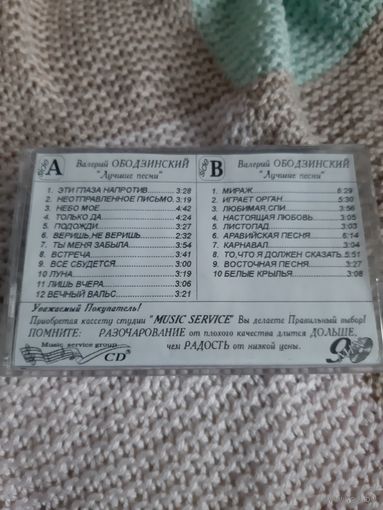 Side A
Валерий ОБОДЗИНСКИЙ
"Лучшие песни"
1 ЭТИ ГЛАЗА НАПРОТИВ 3:28
2 НЕОТПРАВЛЕННОЕ ПИСЬМО 3:19
3 НЕБО МОЕ 4:42
4 ТОЛЬКО ДА 4:24
5 ПОДОЖДИ 3:27
6 ВЕРИШЬ, НЕ ВЕРИШЬ 2:32
7 ТЫ МЕНЯ ЗАБЫЛА 3:54
8 ВСТРЕЧА 3:41
9 ВСЕ СБУДЕТСЯ 3:00
10 ЛУНА 3:19
11 ЛИШЬ ВЧЕРА 3:06
12 ВЕЧНЫЙ ВАЛЬС 3:21
Side B
Валерий ОБОДЗИНСКИЙ
"Лучшие песни"
1 МИРАЖ 5:29
2 ИГРАЕТ ОРГАН 5:30
3 ЛЮБИМАЯ, СПИ 3:56
4 НАСТОЯЩАЯ ЛЮБОВЬ 3:05
5 ЛИСТОПАД 3:03
6 АРАВИЙСКАЯ ПЕСНЯ 6:14
7 КАРНАВАЛ 3:04
8 ТО, ЧТО Я ДОЛЖЕН СКАЗАТЬ 5:51
9 ВОСТОЧНАЯ ПЕСНЯ 3:27
10 БЕЛЫЕ КРЫЛЬЯ 3:08
Уважаемый Покупатель!
Приобретая кассету студии "MUSIC SERVICE" Вы делаете Правильный выбор!
ПОМНИТЕ: РАЗОЧАРОВАНИЕ от плохого качества длится ДОЛЬШЕ,
чем РАДОСТЬ от низкой цены.
Music service group
CD